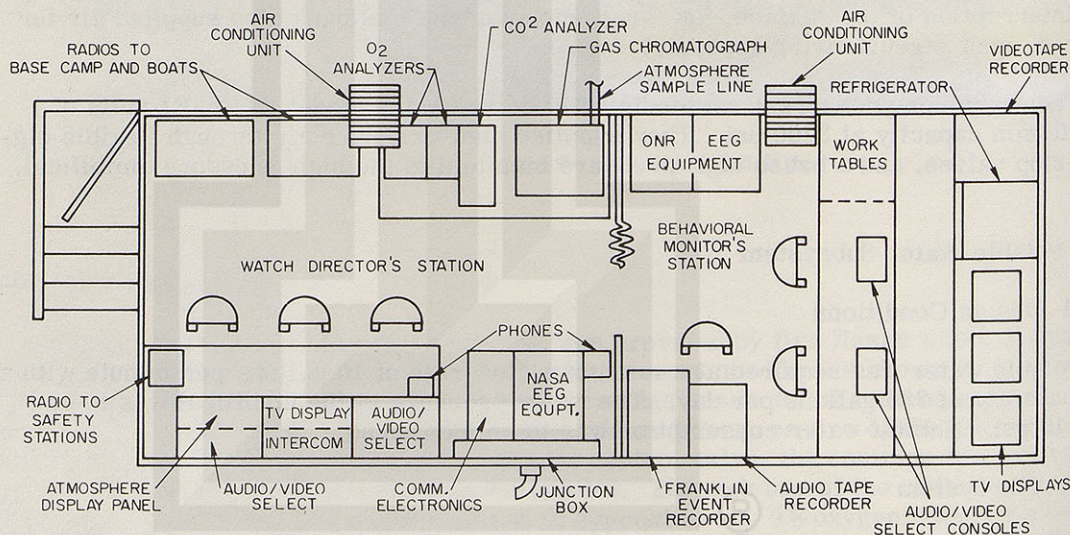 AIR
CONDITIONING
UNIT
RADIOS TO
BASE CAMP AND BOATS
O2
ANALYZERS
CO² ANALYZER
GAS CHROMATOGRAPH
ATMOSPHERE
SAMPLE LINE
AIR
CONDITIONING
UNIT
VIDEOTAPE
RECORDER
REFRIGERATOR
ONR EEG
EQUIPMENT
WORK
TABLES
WATCH DIRECTOR'S STATION
BEHAVIORAL
MONITOR'S
STATION
PHONES
NASA
EEG
EQUPT.
RADIO TO
SAFETY
STATIONS
TV DISPLAY
INTERCOM
AUDIO/
VIDEO
SELECT
ATMOSPHERE
DISPLAY PANEL
AUDIO/VIDEO
SELECT
COMM.
ELECTRONICS
JUNCTION
BOX
FRANKLIN
EVENT
RECORDER
AUDIO TAPE
RECORDER
AUDIO/VIDEO
SELECT CONSOLES
TV DISPLAYS